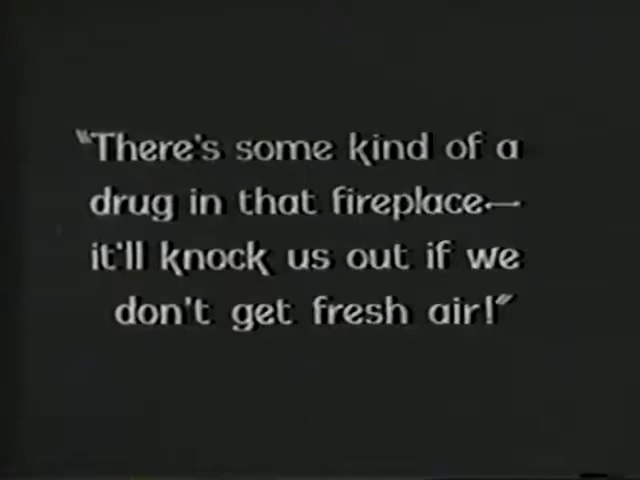 "There's some kind of a
drug in that fireplace—
it'll knock us out if we
don't get fresh air!"